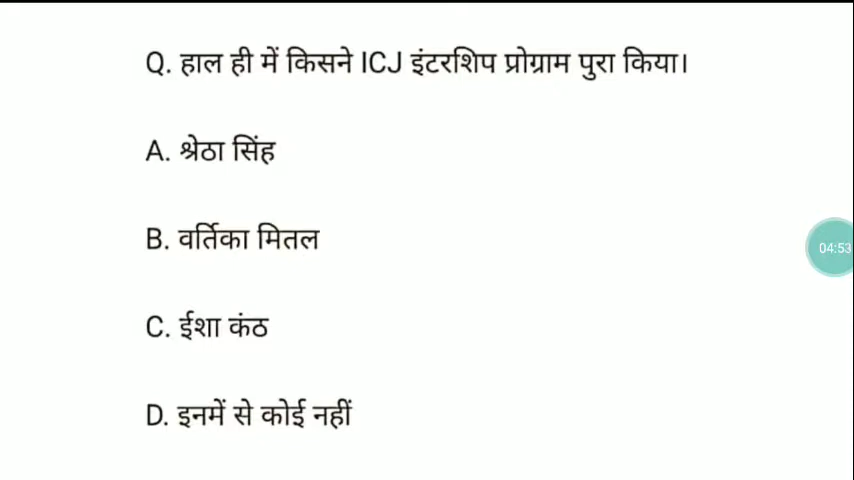 Q. हाल ही में किसने ICJ इंटरशिप प्रोग्राम पुरा किया।
A. श्रेठा सिंह
B. वर्तिका मितल
04:53
C. ईशा कंठ
D. इनमें से कोई नहीं